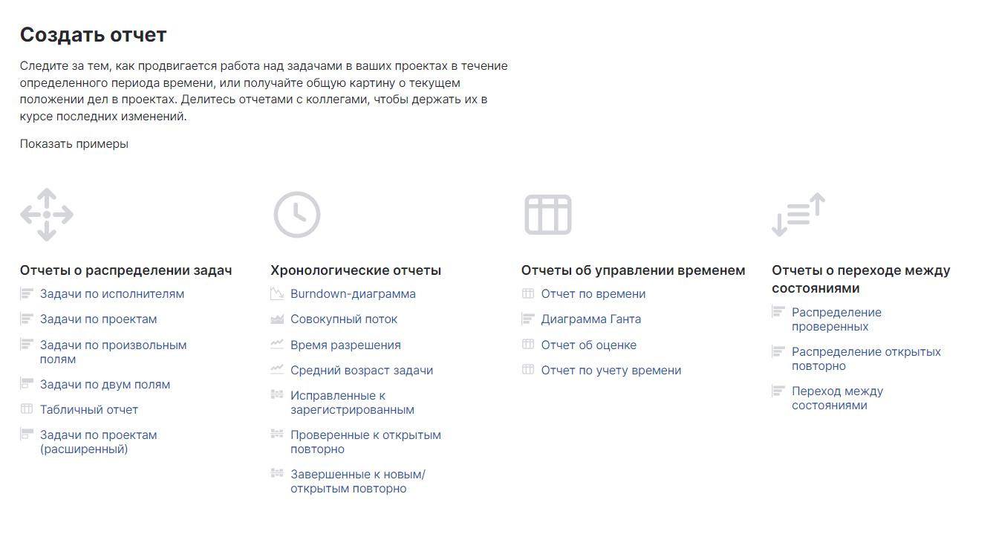 Создать отчет
Следите за тем, как продвигается работа над задачами в ваших проектах в течение
определенного периода времени, или получайте общую картину о текущем
положении дел в проектах. Делитесь отчетами с коллегами, чтобы держать их в
курсе последних изменений.
Показать примеры
Отчеты о распределении задач
Задачи по исполнителям
Задачи по проектам
Задачи по произвольным
полям
Задачи по двум полям
Табличный отчет
Задачи по проектам
(расширенный)
Хронологические отчеты
Burndown-диаграмма
Совокупный поток
Время разрешения
Средний возраст задачи
Исправленные к
зарегистрированным
Проверенные к открытым
повторно
Завершенные к новым/
открытым повторно
Отчеты об управлении временем
Отчет по времени
Диаграмма Ганта
Отчет об оценке
Отчет по учету времени
Отчеты о переходе между
состояниями
Распределение
проверенных
Распределение открытых
повторно
Переход между
состояниями